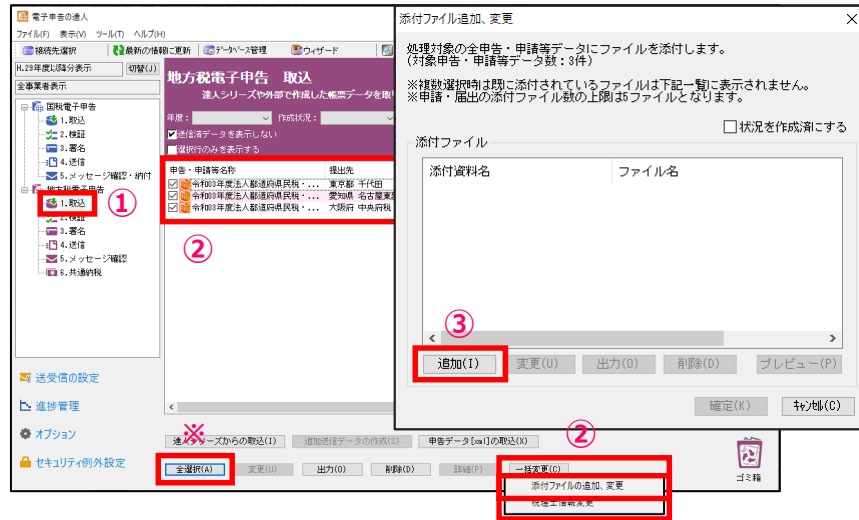 電子申告の達人
ファイル(F) 表示(V) ツール(T) ヘルプ(H)
接続先選択 最新の情報に更新 データベース管理 ウィザード
H.29年度以降分表示 切替(J)
全事業者表示
国税電子申告
1.取込
2.検証
3.署名
4.送信
5.メッセージ確認・納付
地方税電子申告
1.取込
2.検証
3.署名
4.送信
5.メッセージ確認
6.共通納税
①
送受信の設定
進捗管理
オプション
セキュリティ例外設定
地方税電子申告 取込
達人シリーズや外部で作成した帳票データを取り
年度: 作成状況:
送信済データを表示しない
選択行のみを表示する
申告・申請等名称 提出先
令和03年度法人都道府県民税・... 東京都 千代田
令和03年度法人都道府県民税・... 愛知県 名古屋東
令和03年度法人都道府県民税・... 大阪府 中央府税
②
※
達人シリーズからの取込(I) 追加送信データの作成(S) 申告データ[xml]の取込(X)
②
全選択(A) 変更(U) 出力(O) 削除(D) 詳細(P) 一括変更(C)
添付ファイルの追加、変更
税理士情報変更
ゴミ箱
添付ファイル追加、変更
処理対象の全申告・申請等データにファイルを添付します。
(対象申告・申請等データ数:3件)
※複数選択時は既に添付されているファイルは下記一覧に表示されません。
※申請・届出の添付ファイル数の上限は5ファイルとなります。
状況を作成済にする
添付ファイル
添付資料名 ファイル名
③
追加(I) 変更(U) 出力(O) 削除(D) プレビュー(P)
確定(K) キャンセル(C)